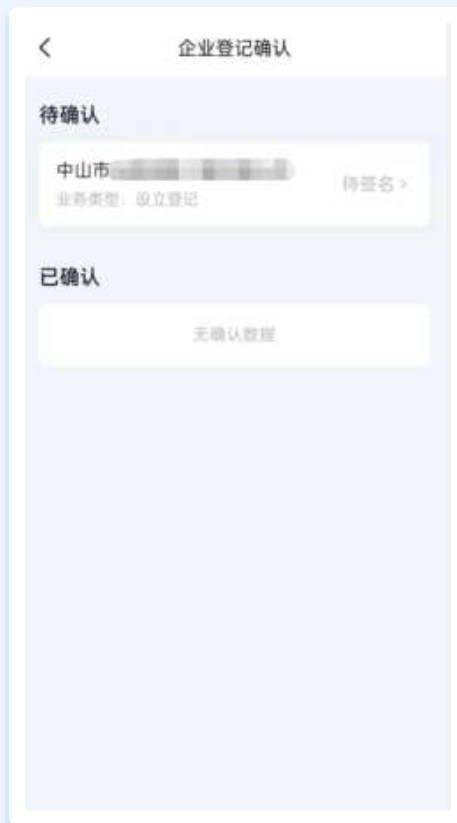 企业登记确认
待确认
中山市
待签名 >
业务类型：设立登记
已确认
无确认数据